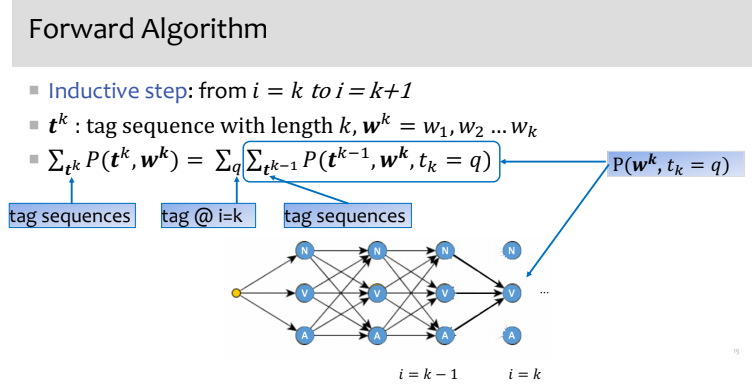 Forward Algorithm
Inductive step: from i = k to i = k+1
t^k : tag sequence with length k, w^k = w_1, w_2 … w_k
∑_{t^k} P(t^k, w^k) = ∑_q ∑_{t^{k−1}} P(t^{k−1}, w^k, t_k = q)
P(w^k, t_k = q)
tag sequences
tag @ i=k
tag sequences
N N N N
V V V V ...
A A A A
i = k − 1
i = k
19